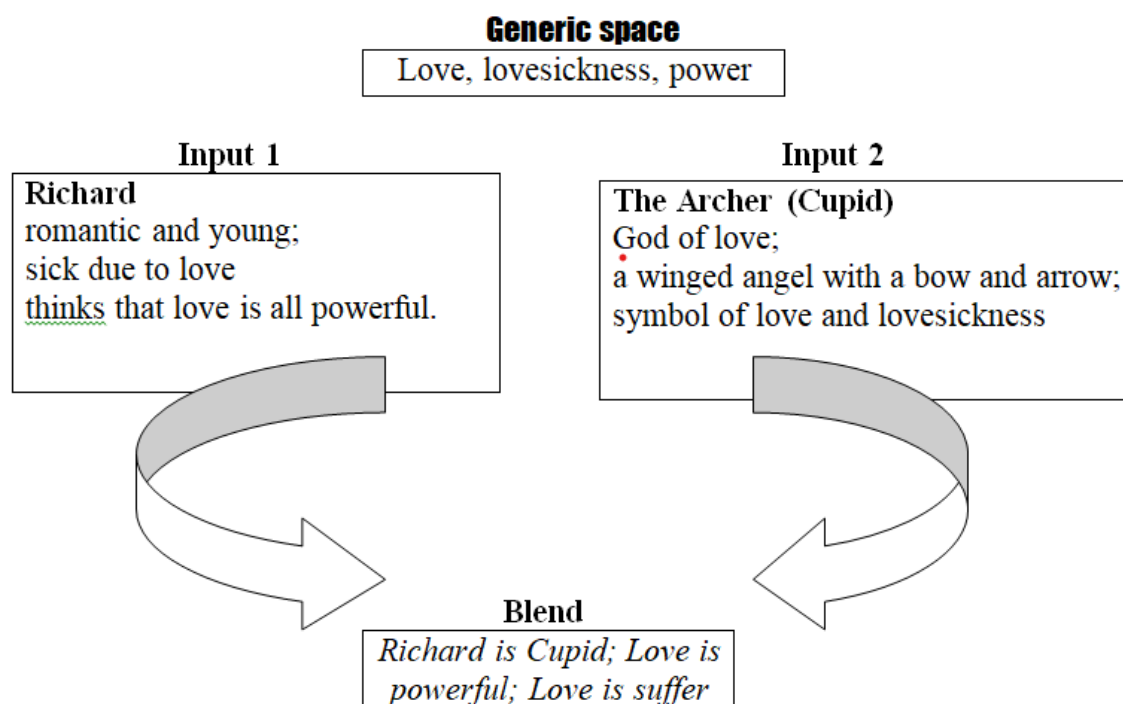 Generic space
Love, lovesickness, power
Input 1
Richard
romantic and young;
sick due to love
thinks that love is all powerful.
Input 2
The Archer (Cupid)
God of love;
a winged angel with a bow and arrow;
symbol of love and lovesickness
Blend
Richard is Cupid; Love is
powerful; Love is suffer